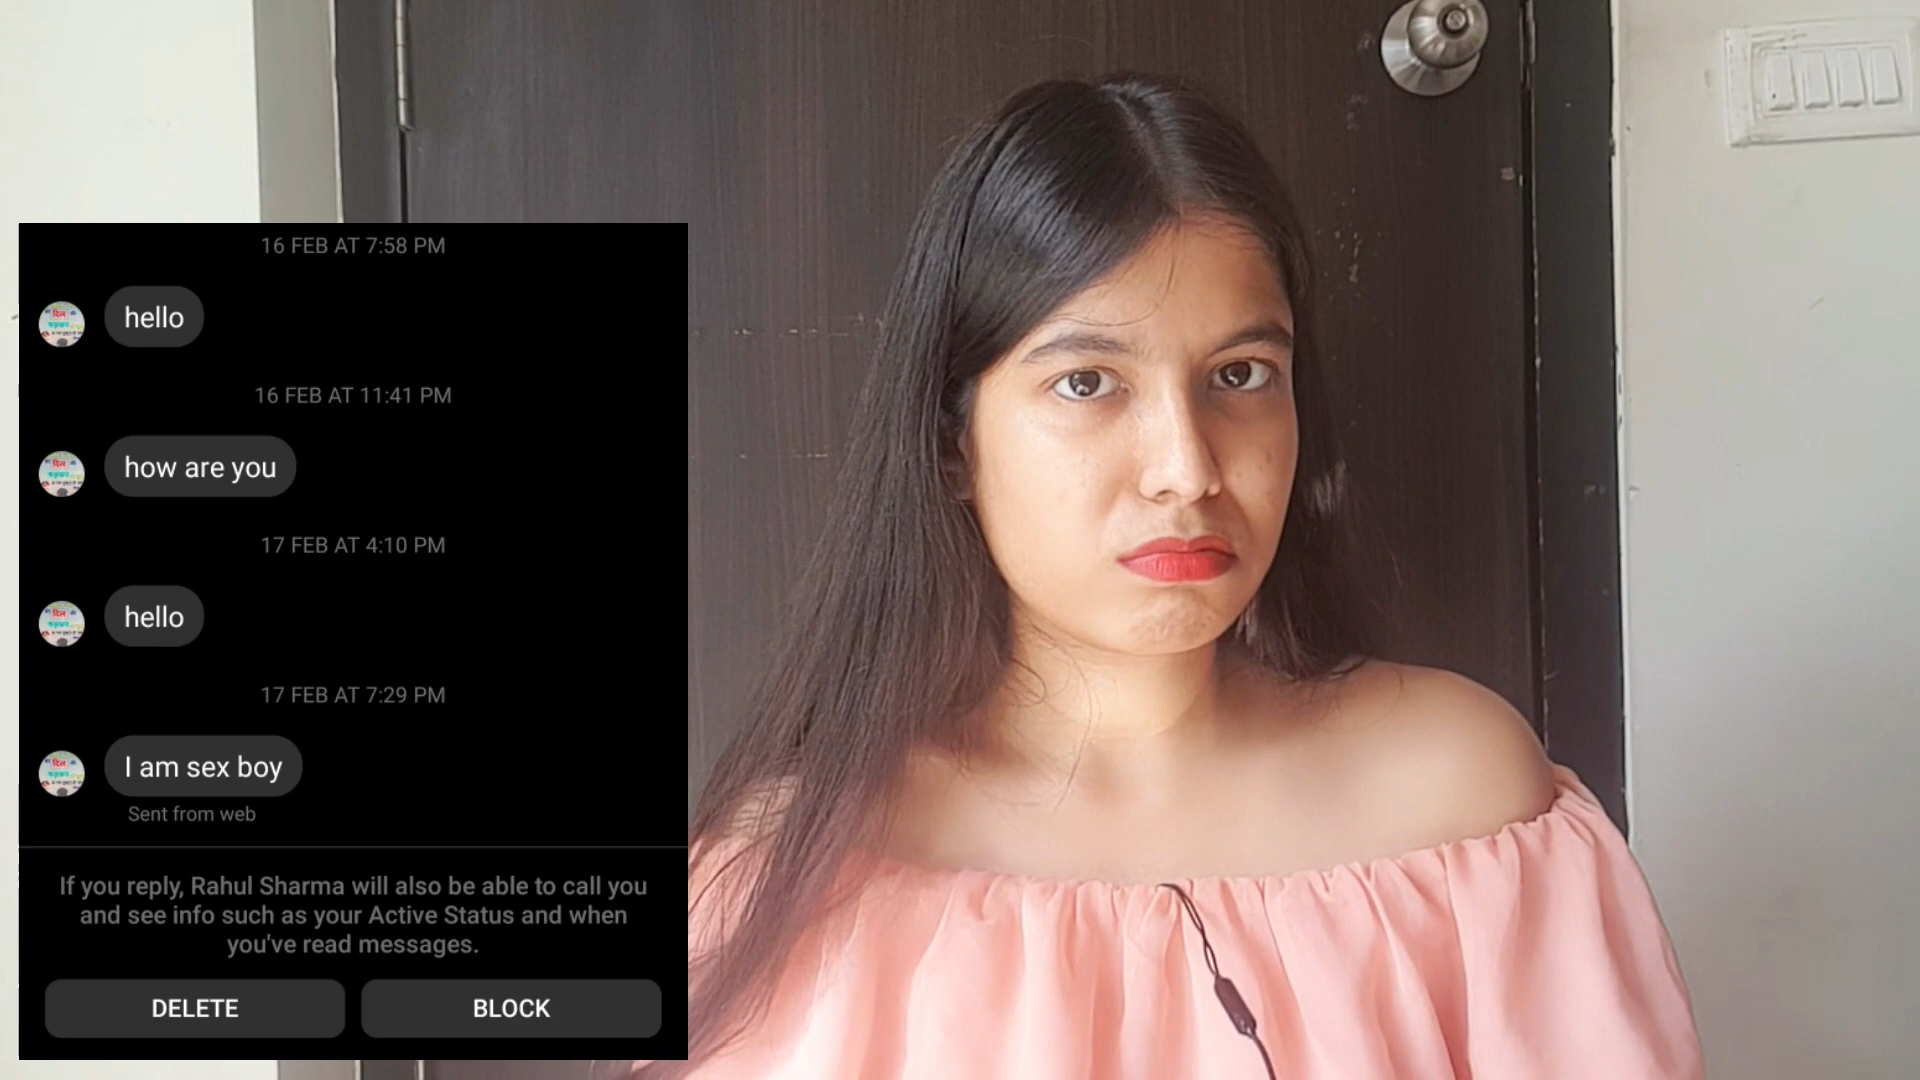 16 FEB AT 7:58 PM
hello
16 FEB AT 11:41 PM
how are you
17 FEB AT 4:10 PM
hello
17 FEB AT 7:29 PM
I am sex boy
Sent from web
If you reply, Rahul Sharma will also be able to call you
and see info such as your Active Status and when
you've read messages.
DELETE
BLOCK